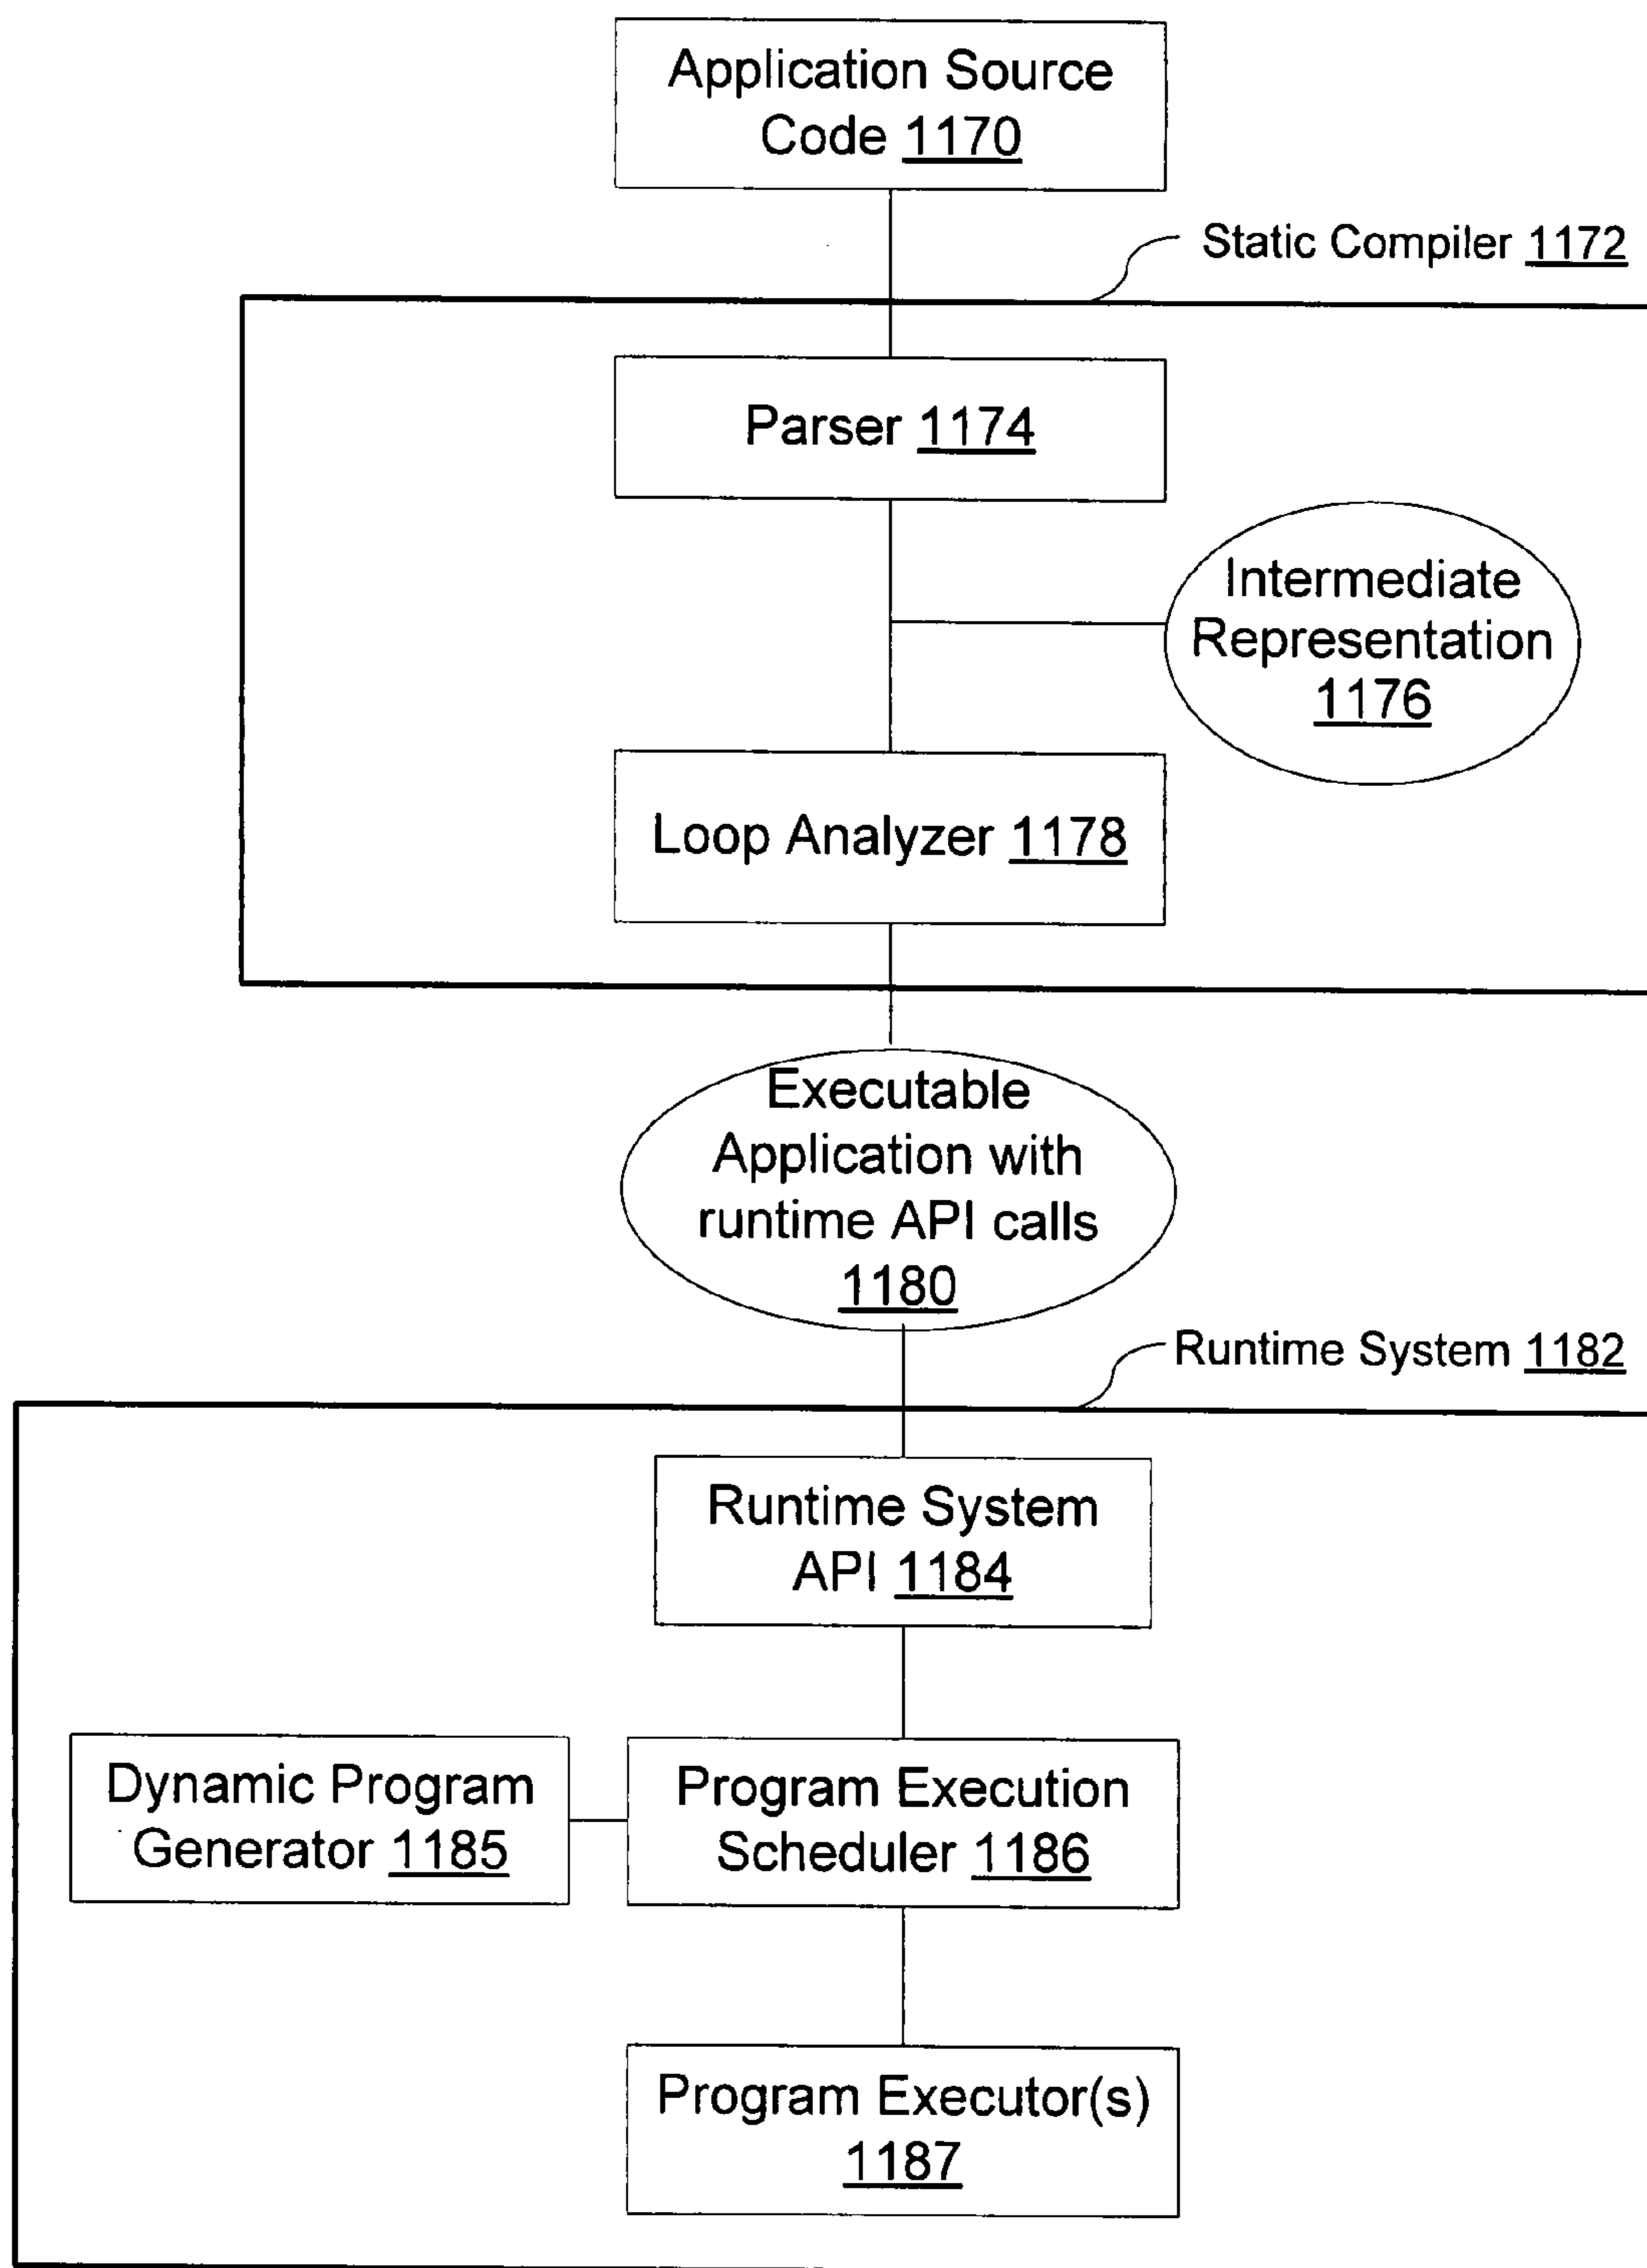 Application Source
Code 1170
Static Compiler 1172
Parser 1174
Intermediate
Representation
1176
Loop Analyzer 1178
Executable
Application with
runtime API calls
1180
Runtime System 1182
Runtime System
API 1184
Dynamic Program
Generator 1185
Program Execution
Scheduler 1186
Program Executor(s)
1187